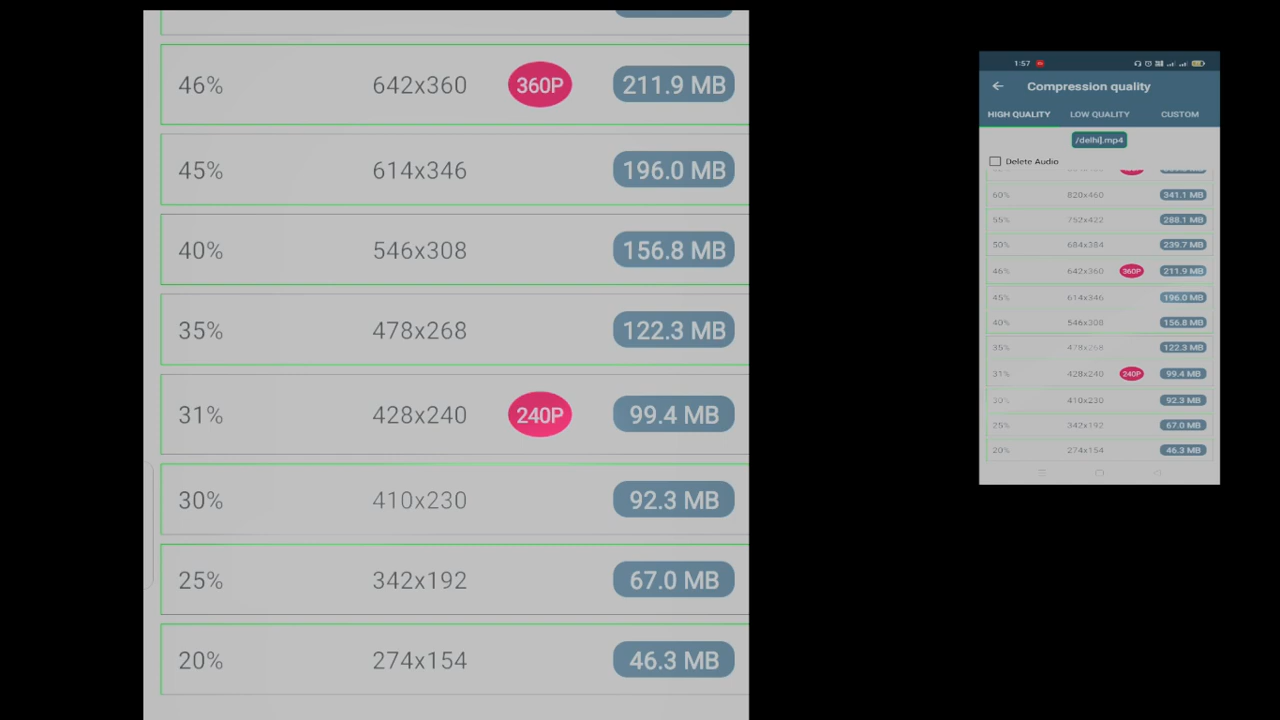 46% 642x360 360P 211.9 MB
45% 614x346 196.0 MB
40% 546x308 156.8 MB
35% 478x268 122.3 MB
31% 428x240 240P 99.4 MB
30% 410x230 92.3 MB
25% 342x192 67.0 MB
20% 274x154 46.3 MB
1:57
Compression quality
HIGH QUALITY LOW QUALITY CUSTOM
/delhi].mp4
Delete Audio
60% 820x460 341.1 MB
55% 752x422 288.1 MB
50% 684x384 239.7 MB
46% 642x360 360P 211.9 MB
45% 614x346 196.0 MB
40% 546x308 156.8 MB
35% 478x268 122.3 MB
31% 428x240 240P 99.4 MB
30% 410x230 92.3 MB
25% 342x192 67.0 MB
20% 274x154 46.3 MB